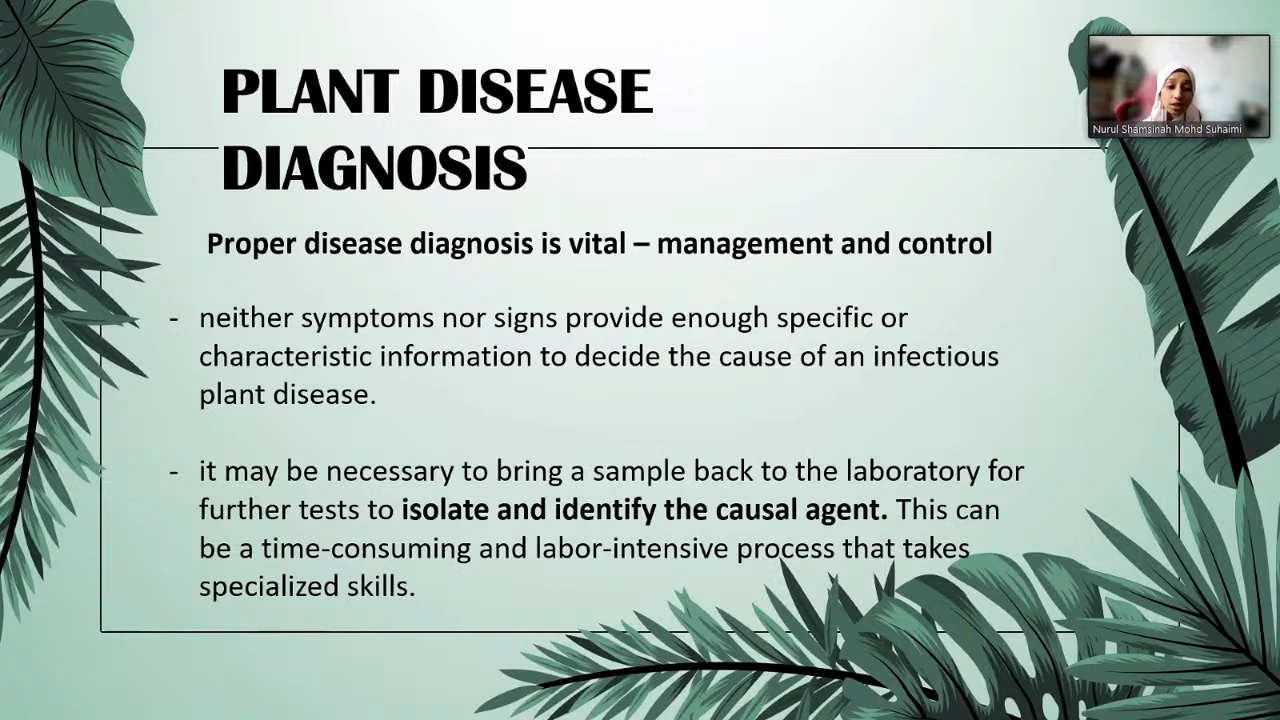 PLANT DISEASE
DIAGNOSIS
Nurul Shamsinah Mohd Suhaimi
Proper disease diagnosis is vital – management and control
- neither symptoms nor signs provide enough specific or
characteristic information to decide the cause of an infectious
plant disease.
- it may be necessary to bring a sample back to the laboratory for
further tests to isolate and identify the causal agent. This can
be a time-consuming and labor-intensive process that takes
specialized skills.